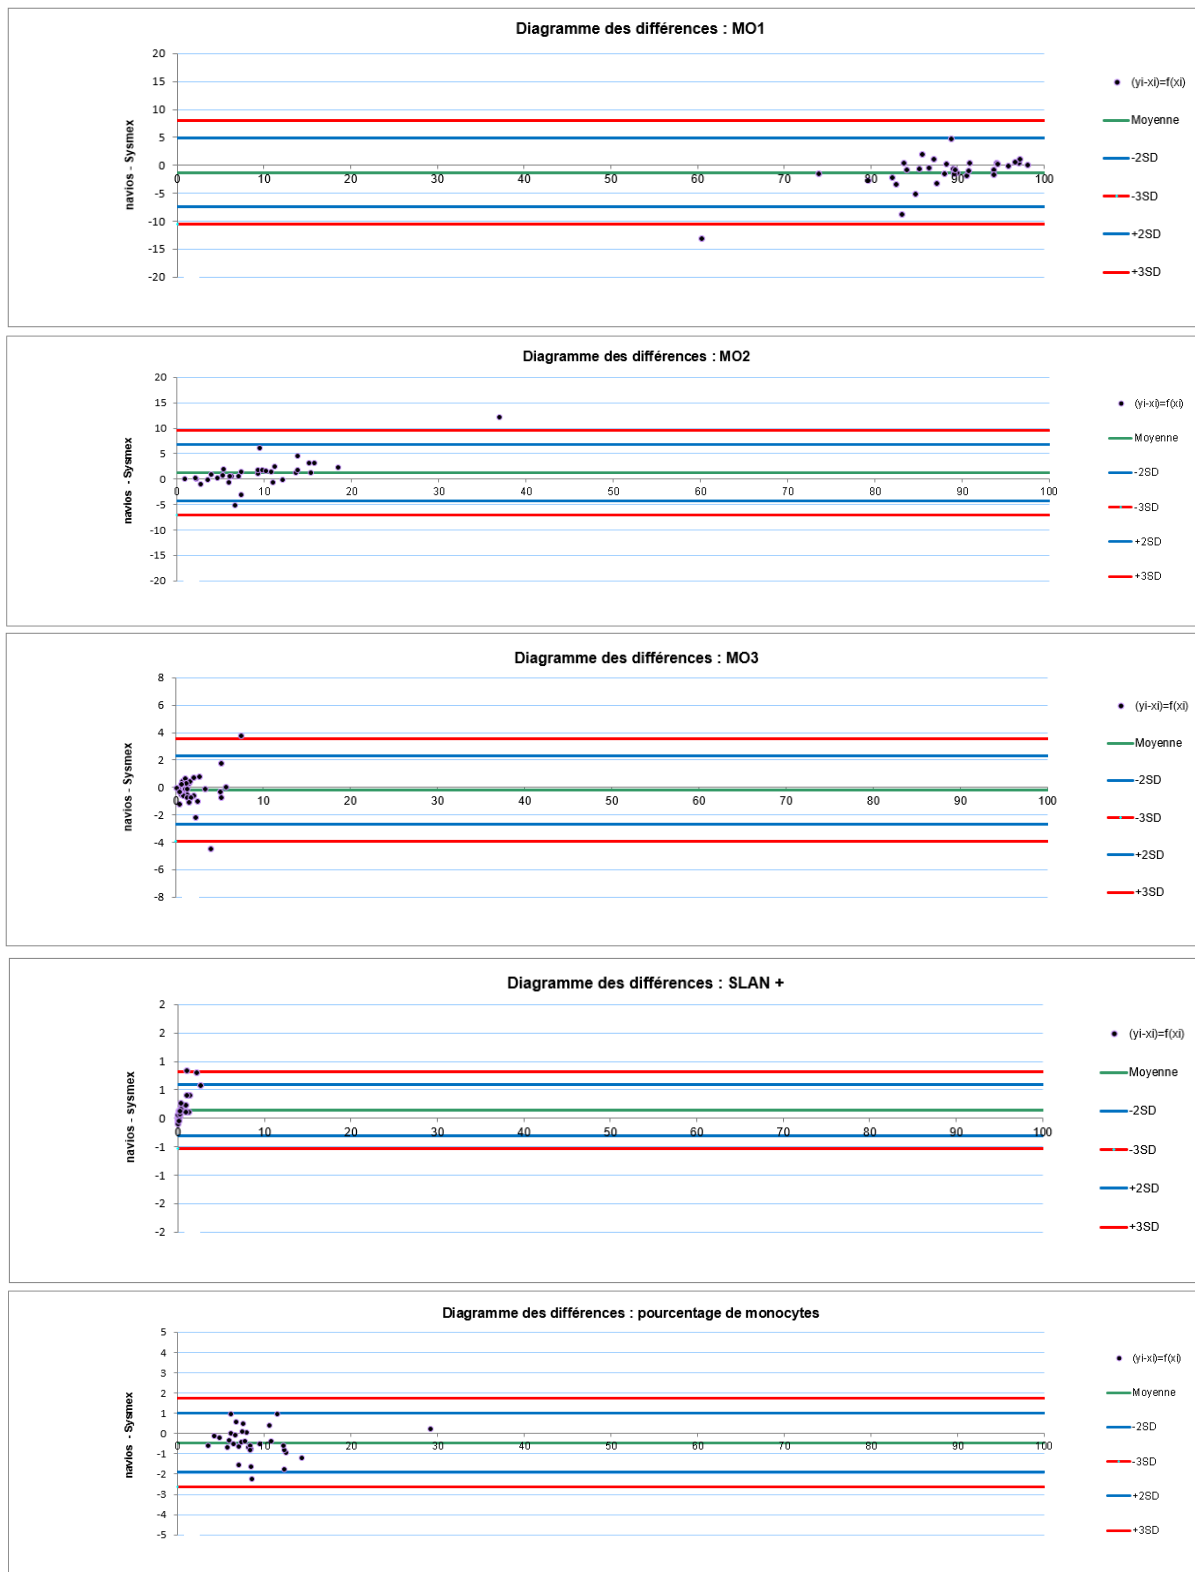 Diagramme des différences : MO1
navios - Sysmex
20
15
10
5
0
-5
-10
-15
-20
0 10 20 30 40 50 60 70 80 90 100
(yi-xi)=f(xi)
Moyenne
-2SD
-3SD
+2SD
+3SD
Diagramme des différences : MO2
navios - Sysmex
20
15
10
5
0
-5
-10
-15
-20
0 10 20 30 40 50 60 70 80 90 100
(yi-xi)=f(xi)
Moyenne
-2SD
-3SD
+2SD
+3SD
Diagramme des différences : MO3
navios - Sysmex
8
6
4
2
0
-2
-4
-6
-8
0 10 20 30 40 50 60 70 80 90 100
(yi-xi)=f(xi)
Moyenne
-2SD
-3SD
+2SD
+3SD
Diagramme des différences : SLAN +
navios - sysmex
2
2
1
1
0
-1
-1
-2
-2
0 10 20 30 40 50 60 70 80 90 100
(yi-xi)=f(xi)
Moyenne
-2SD
-3SD
+2SD
+3SD
Diagramme des différences : pourcentage de monocytes
navios - Sysmex
5
4
3
2
1
0
-1
-2
-3
-4
-5
0 10 20 30 40 50 60 70 80 90 100
(yi-xi)=f(xi)
Moyenne
-2SD
-3SD
+2SD
+3SD